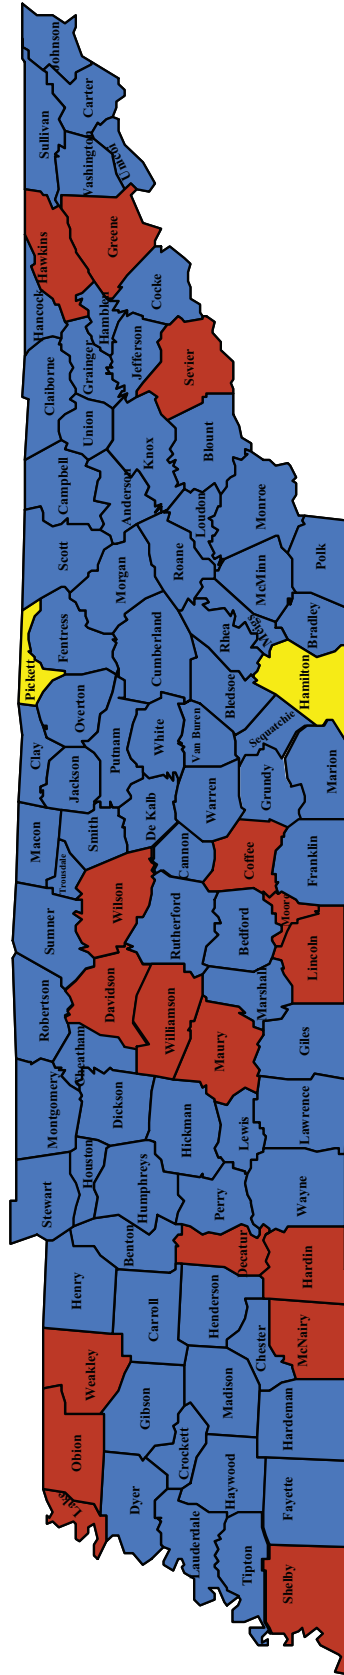 Johnson
Carter
Sullivan
Washington
Unicoi
Greene
Hawkins
Hancock
Hamblen
Cocke
Jefferson
Grainger
Claiborne
Sevier
Union
Knox
Blount
Campbell
Anderson
Loudon
Monroe
Scott
Morgan
Roane
McMinn
Polk
Meigs
Rhea
Bradley
Fentress
Cumberland
Pickett
Hamilton
Bledsoe
Overton
Sequatchie
Van Buren
White
Putnam
Clay
Jackson
Marion
Grundy
Warren
De Kalb
Smith
Macon
Trousdale
Cannon
Coffee
Franklin
Wilson
Sumner
Rutherford
Bedford
Moore
Lincoln
Davidson
Robertson
Williamson
Marshall
Maury
Giles
Cheatham
Montgomery
Dickson
Hickman
Lewis
Lawrence
Houston
Stewart
Humphreys
Perry
Wayne
Benton
Decatur
Hardin
Henry
Carroll
Henderson
Chester
McNairy
Weakley
Gibson
Madison
Hardeman
Obion
Crockett
Haywood
Fayette
Lake
Dyer
Lauderdale
Tipton
Shelby